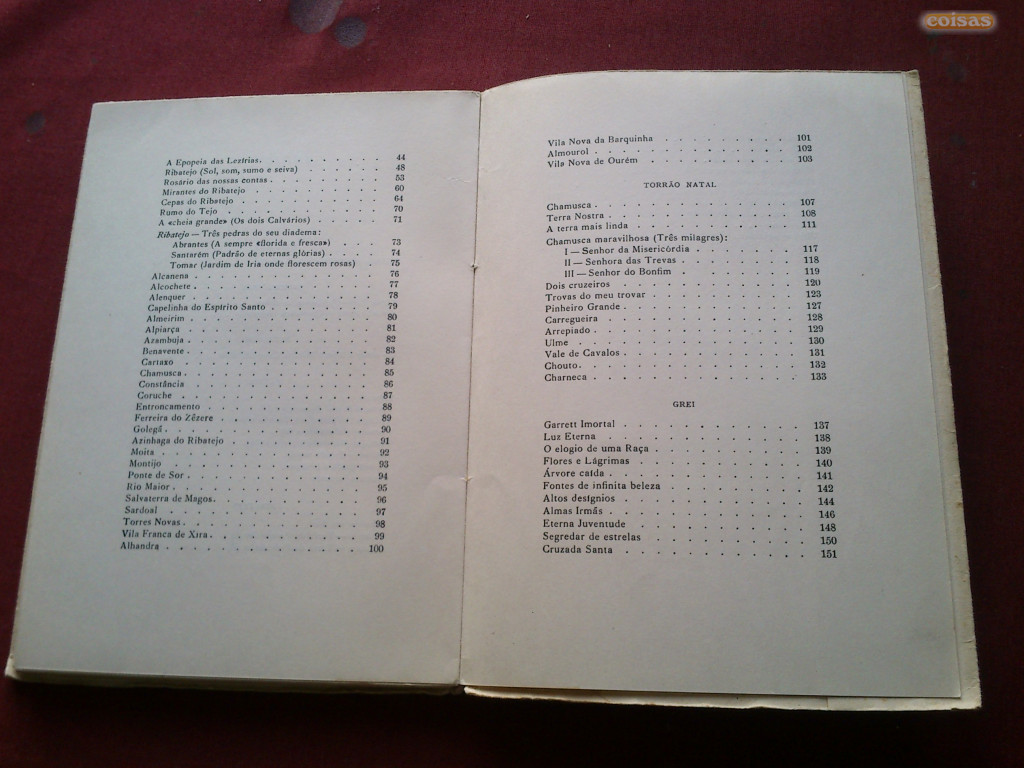 coisas
A Epopeia das Lezírias. . . . . . . . . 44
Ribatejo (Sol, som, sumo e seiva) . . . . . . 48
Rosário das nossas contas . . . . . . . . 53
Mirantes do Ribatejo . . . . . . . . . 60
Cepas do Ribatejo . . . . . . . . . . 64
Rumo do Tejo . . . . . . . . . . . 70
A «cheia grande» (Os dois Calvários) . . . . . 71
Ribatejo — Três pedras do seu diadema:
Abrantes (A sempre «florida e fresca») . . . 73
Santarém (Padrão de eternas glórias) . . . . 74
Tomar (Jardim de Iria onde florescem rosas) . 75
Alcanena . . . . . . . . . . . . 76
Alcochete . . . . . . . . . . . . 77
Alenquer . . . . . . . . . . . . 78
Capelinha do Espírito Santo . . . . . . . 79
Almeirim . . . . . . . . . . . . 80
Alpiarça . . . . . . . . . . . . 81
Azambuja . . . . . . . . . . . . 82
Benavente . . . . . . . . . . . . 83
Cartaxo . . . . . . . . . . . . 84
Chamusca . . . . . . . . . . . . 85
Constância . . . . . . . . . . . 86
Coruche . . . . . . . . . . . . 87
Entroncamento . . . . . . . . . . 88
Ferreira do Zêzere . . . . . . . . . 89
Golegã . . . . . . . . . . . . 90
Azinhaga do Ribatejo . . . . . . . . 91
Moita . . . . . . . . . . . . . 92
Montijo . . . . . . . . . . . . 93
Ponte de Sor . . . . . . . . . . . 94
Rio Maior . . . . . . . . . . . . 95
Salvaterra de Magos . . . . . . . . . 96
Sardoal . . . . . . . . . . . . 97
Torres Novas . . . . . . . . . . . 98
Vila Franca de Xira . . . . . . . . . 99
Alhandra . . . . . . . . . . . . 100
Vila Nova da Barquinha . . . . . . . . 101
Almourol . . . . . . . . . . . . 102
Vila Nova de Ourém . . . . . . . . . 103
TORRÃO NATAL
Chamusca . . . . . . . . . . . . 107
Terra Nostra . . . . . . . . . . . 108
A terra mais linda . . . . . . . . . 111
Chamusca maravilhosa (Três milagres):
I — Senhor da Misericórdia . . . . . . 117
II — Senhora das Trevas . . . . . . . 118
III — Senhor do Bonfim . . . . . . . 119
Dois cruzeiros . . . . . . . . . . 120
Trovas do meu trovar . . . . . . . . 123
Pinheiro Grande . . . . . . . . . . 127
Carregueira . . . . . . . . . . . 128
Arrepiado . . . . . . . . . . . . 129
Ulme . . . . . . . . . . . . . 130
Vale de Cavalos . . . . . . . . . . 131
Chouto . . . . . . . . . . . . . 132
Charneca . . . . . . . . . . . . 133
GREI
Garrett Imortal . . . . . . . . . . 137
Luz Eterna . . . . . . . . . . . 138
O elogio de uma Raça . . . . . . . . 139
Flores e Lágrimas . . . . . . . . . 140
Árvore caída . . . . . . . . . . . 141
Fontes de infinita beleza . . . . . . . 142
Altos desígnios . . . . . . . . . . 144
Almas Irmãs . . . . . . . . . . . 146
Eterna Juventude . . . . . . . . . 148
Segredar de estrelas . . . . . . . . 150
Cruzada Santa . . . . . . . . . . 151